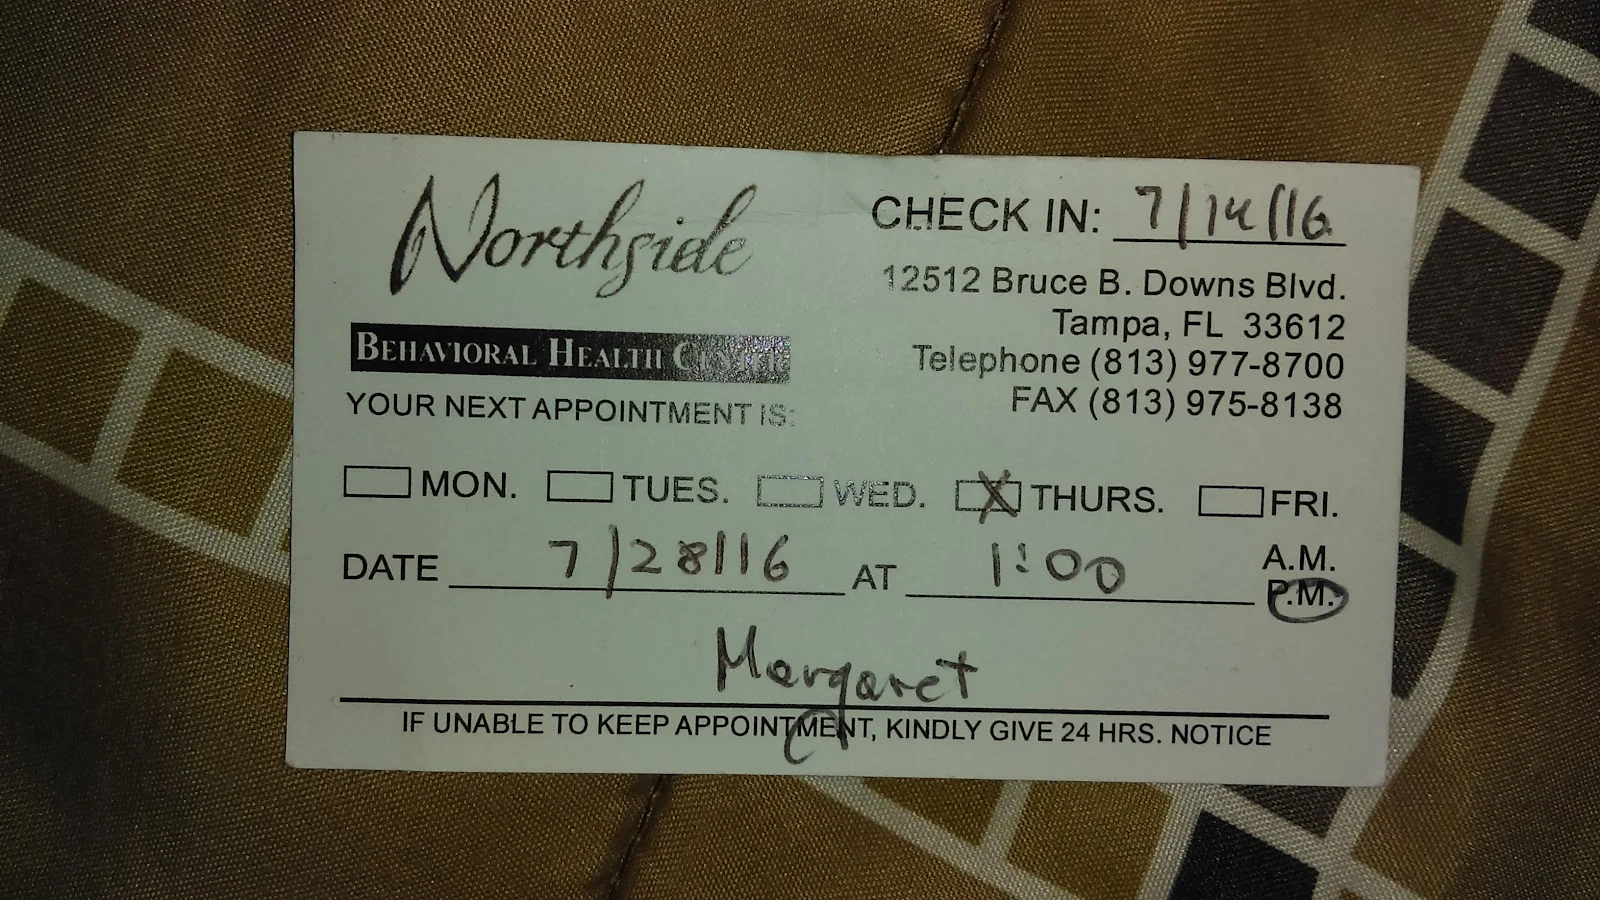 Northside
BEHAVIORAL HEALTH CENTER
CHECK IN: 7/14/16
12512 Bruce B. Downs Blvd.
Tampa, FL 33612
Telephone (813) 977-8700
FAX (813) 975-8138
YOUR NEXT APPOINTMENT IS:
MON. TUES. WED. X THURS. FRI.
DATE 7/28/16 AT 1:00 A.M.
P.M.
Margaret
IF UNABLE TO KEEP APPOINTMENT, KINDLY GIVE 24 HRS. NOTICE